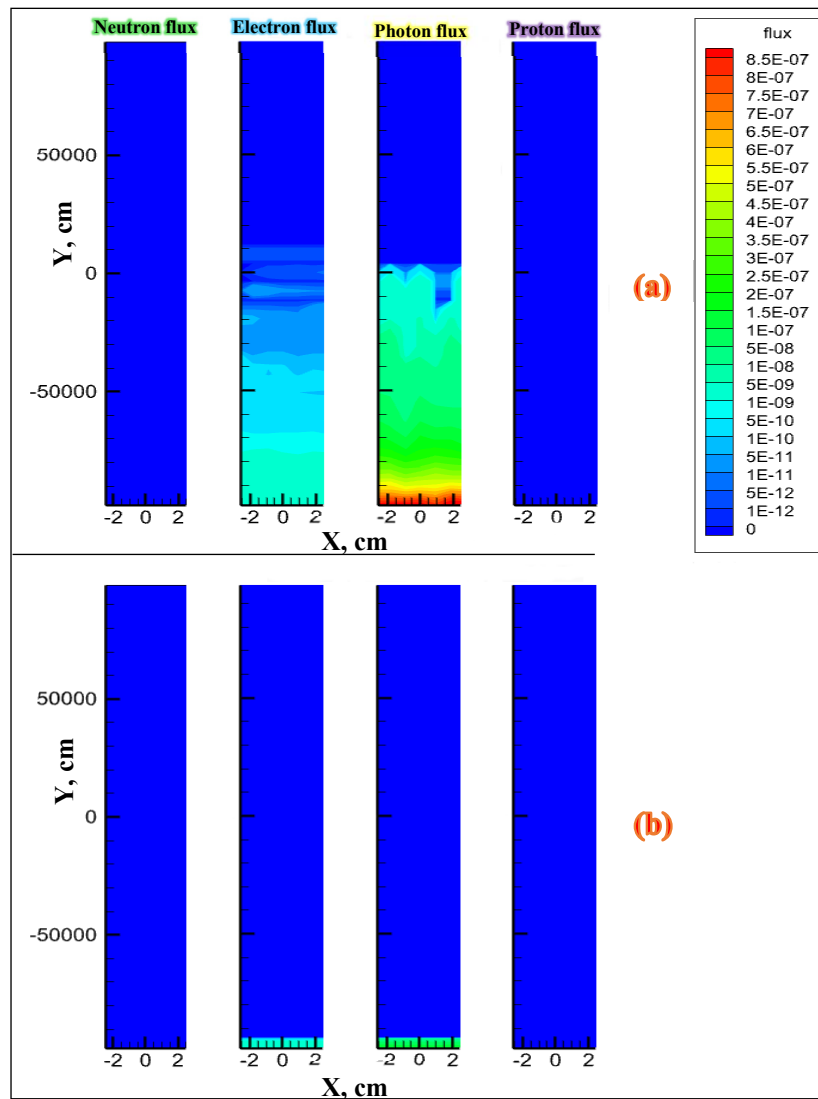 Neutron flux Electron flux Photon flux Proton flux
flux
8.5E-07
8E-07
7.5E-07
7E-07
6.5E-07
6E-07
5.5E-07
5E-07
4.5E-07
4E-07
3.5E-07
3E-07
2.5E-07
2E-07
1.5E-07
1E-07
5E-08
1E-08
5E-09
1E-09
5E-10
1E-10
5E-11
1E-11
5E-12
1E-12
0
50000
0
-50000
Y, cm
-2 0 2 -2 0 2 -2 0 2 -2 0 2
X, cm
(a)
50000
0
-50000
Y, cm
-2 0 2 -2 0 2 -2 0 2 -2 0 2
X, cm
(b)